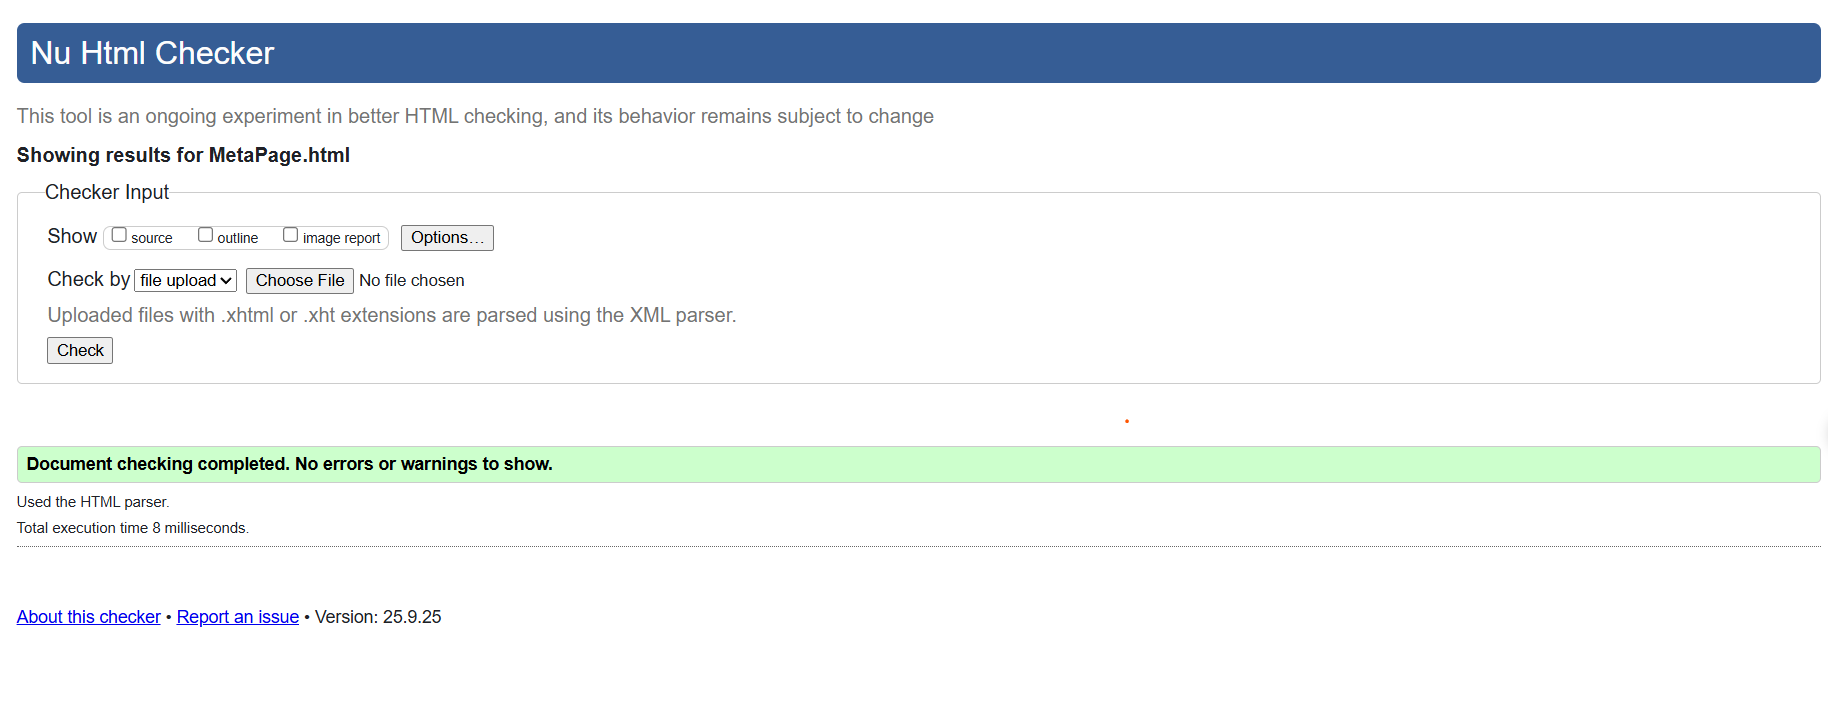 Nu Html Checker
This tool is an ongoing experiment in better HTML checking, and its behavior remains subject to change
Showing results for MetaPage.html
Checker Input
Show source outline image report Options...
Check by file upload Choose File No file chosen
Uploaded files with .xhtml or .xht extensions are parsed using the XML parser.
Check
Document checking completed. No errors or warnings to show.
Used the HTML parser.
Total execution time 8 milliseconds.
About this checker • Report an issue • Version: 25.9.25